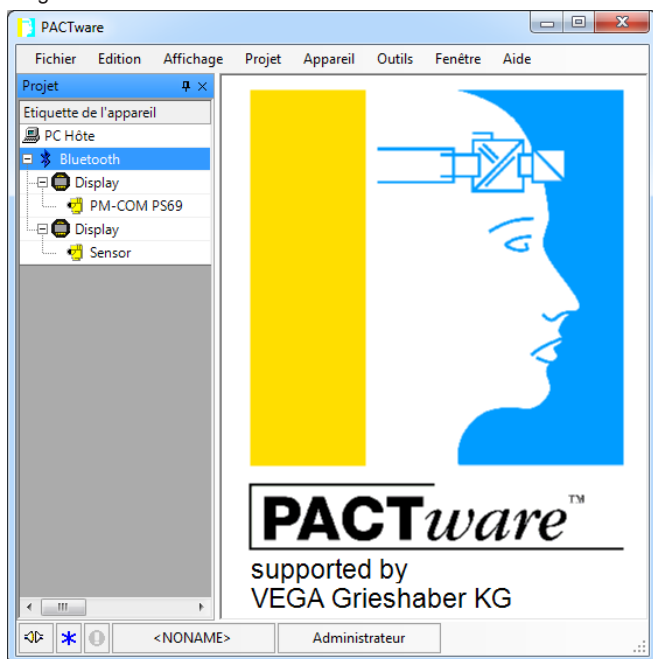 PACTware
Fichier Edition Affichage Projet Appareil Outils Fenêtre Aide
Projet
Etiquette de l'appareil
PC Hôte
Bluetooth
Display
PM-COM PS69
Display
Sensor
PACTware™
supported by
VEGA Grieshaber KG
<NONAME> Administrateur